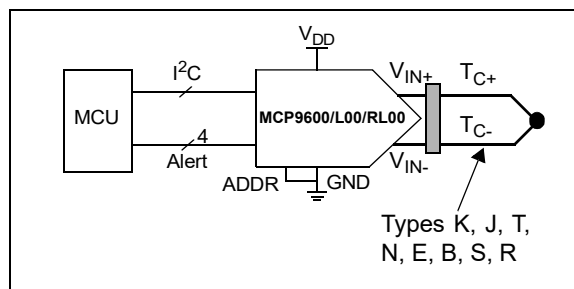 V_DD
I²C
V_IN+
T_C+
MCU
MCP9600/L00/RL00
4
Alert
T_C-
V_IN-
ADDR
GND
Types K, J, T,
N, E, B, S, R